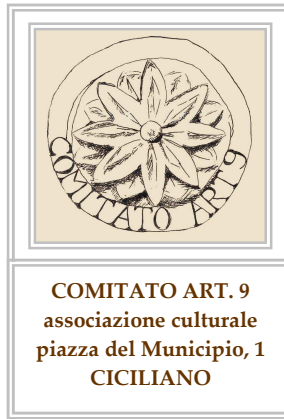 COMITATO ART 9
COMITATO ART. 9
associazione culturale
piazza del Municipio, 1
CICILIANO